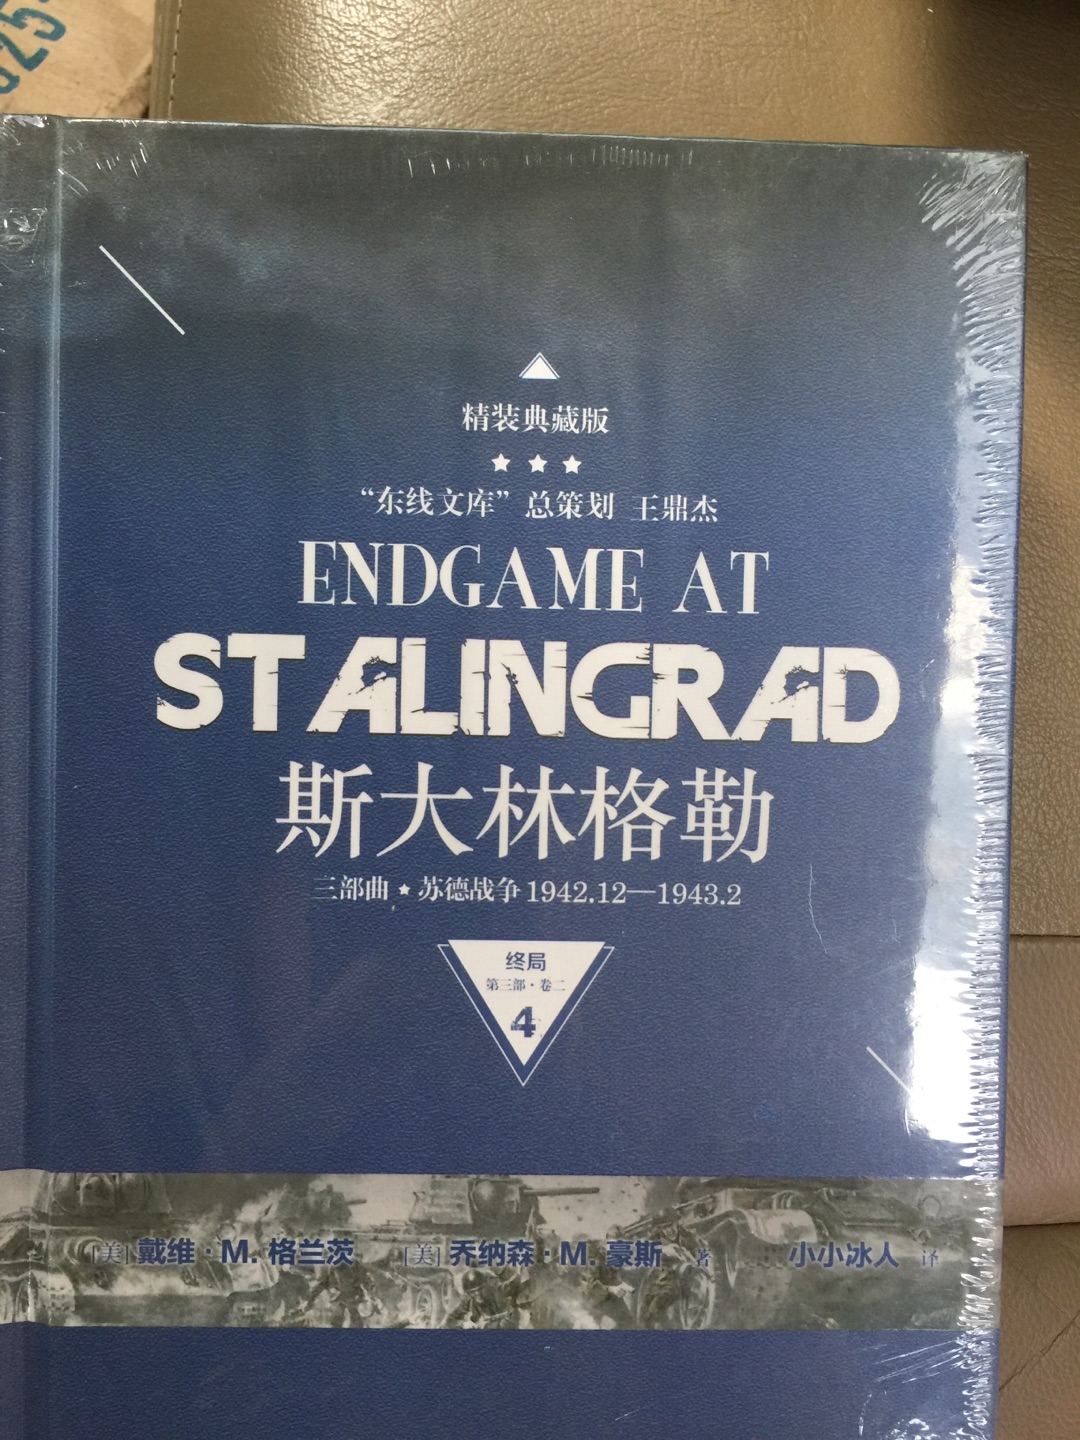 625
精装典藏版
“东线文库” 总策划 王鼎杰
ENDGAME AT
STALINGRAD
斯大林格勒
三部曲★苏德战争 1942.12—1943.2
终局
第三部·卷二
4
[美] 戴维·M. 格兰茨 [美] 乔纳森·M. 豪斯 著 小小冰人 译